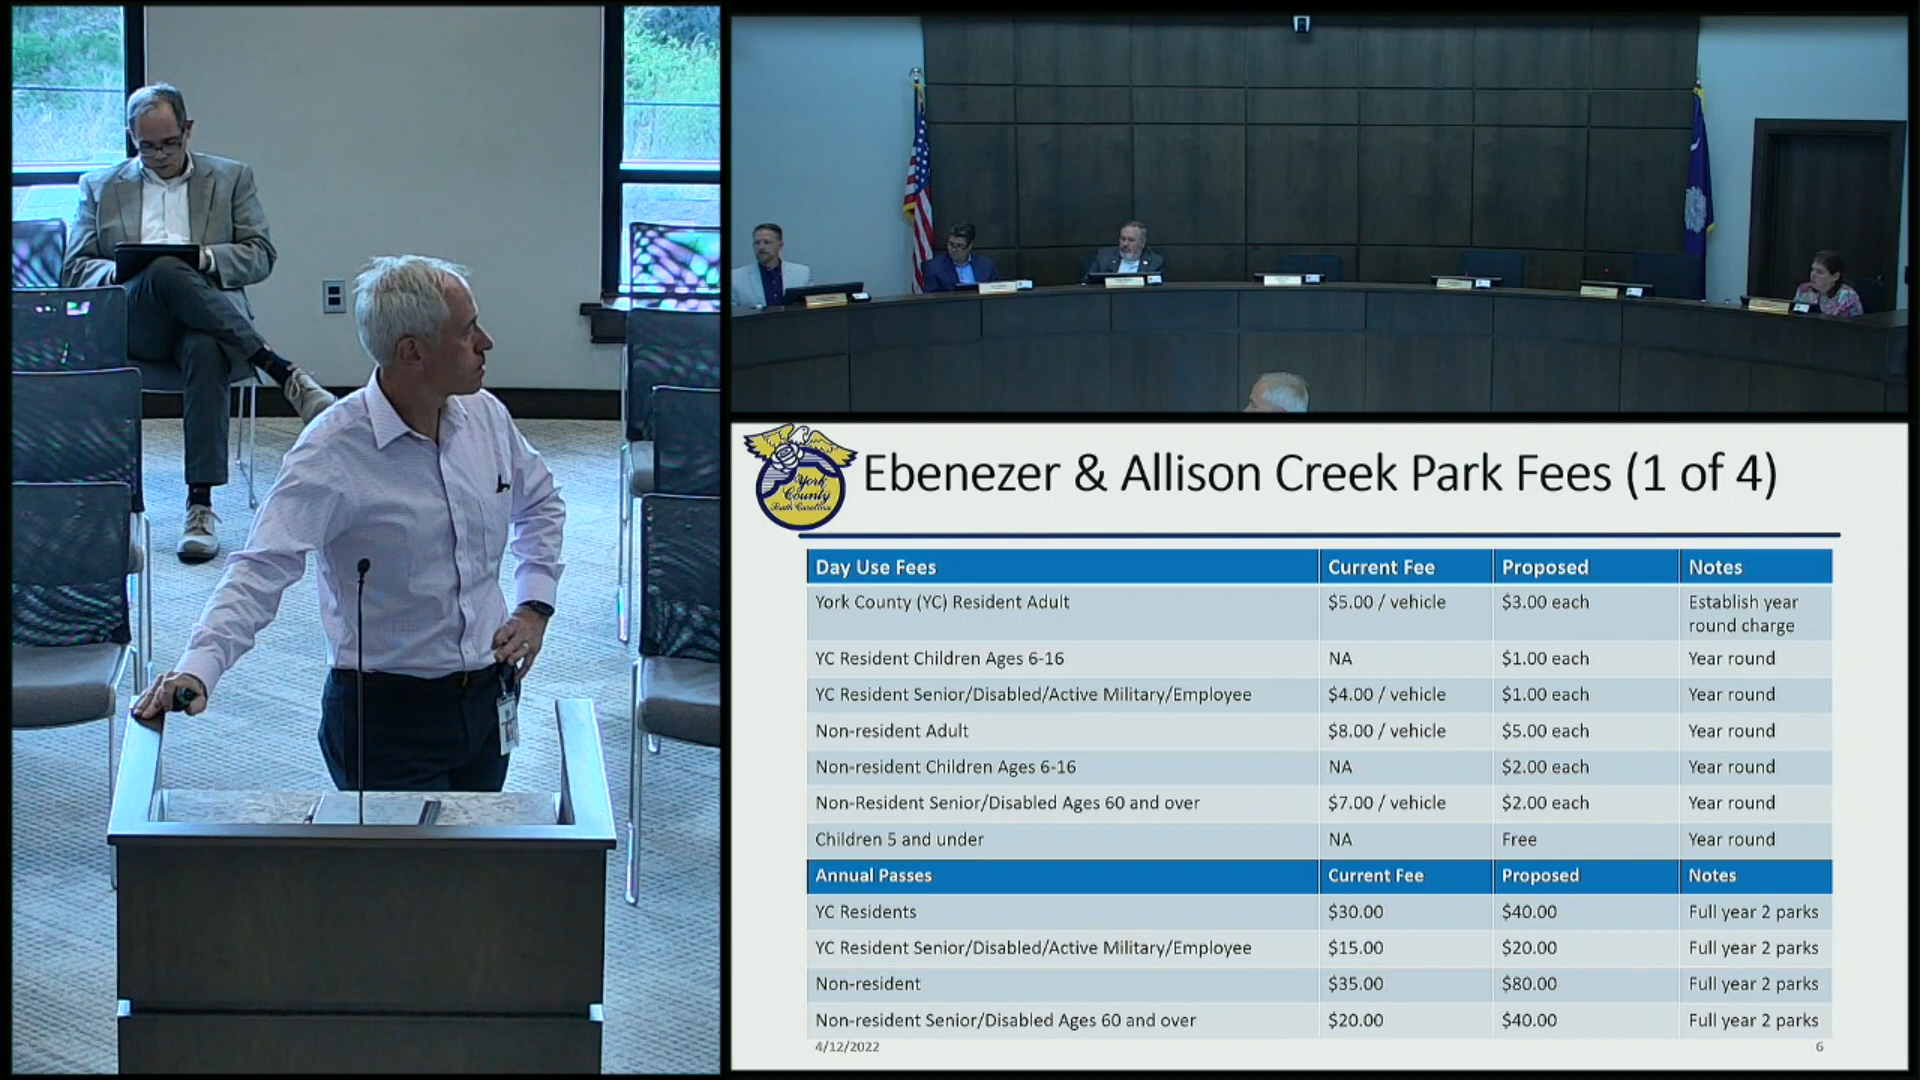 York
County
South Carolina
Ebenezer & Allison Creek Park Fees (1 of 4)
Day Use Fees Current Fee Proposed Notes
York County (YC) Resident Adult $5.00 / vehicle $3.00 each Establish year
round charge
YC Resident Children Ages 6-16 NA $1.00 each Year round
YC Resident Senior/Disabled/Active Military/Employee $4.00 / vehicle $1.00 each Year round
Non-resident Adult $8.00 / vehicle $5.00 each Year round
Non-resident Children Ages 6-16 NA $2.00 each Year round
Non-Resident Senior/Disabled Ages 60 and over $7.00 / vehicle $2.00 each Year round
Children 5 and under NA Free Year round
Annual Passes Current Fee Proposed Notes
YC Residents $30.00 $40.00 Full year 2 parks
YC Resident Senior/Disabled/Active Military/Employee $15.00 $20.00 Full year 2 parks
Non-resident $35.00 $80.00 Full year 2 parks
Non-resident Senior/Disabled Ages 60 and over $20.00 $40.00 Full year 2 parks
4/12/2022 6